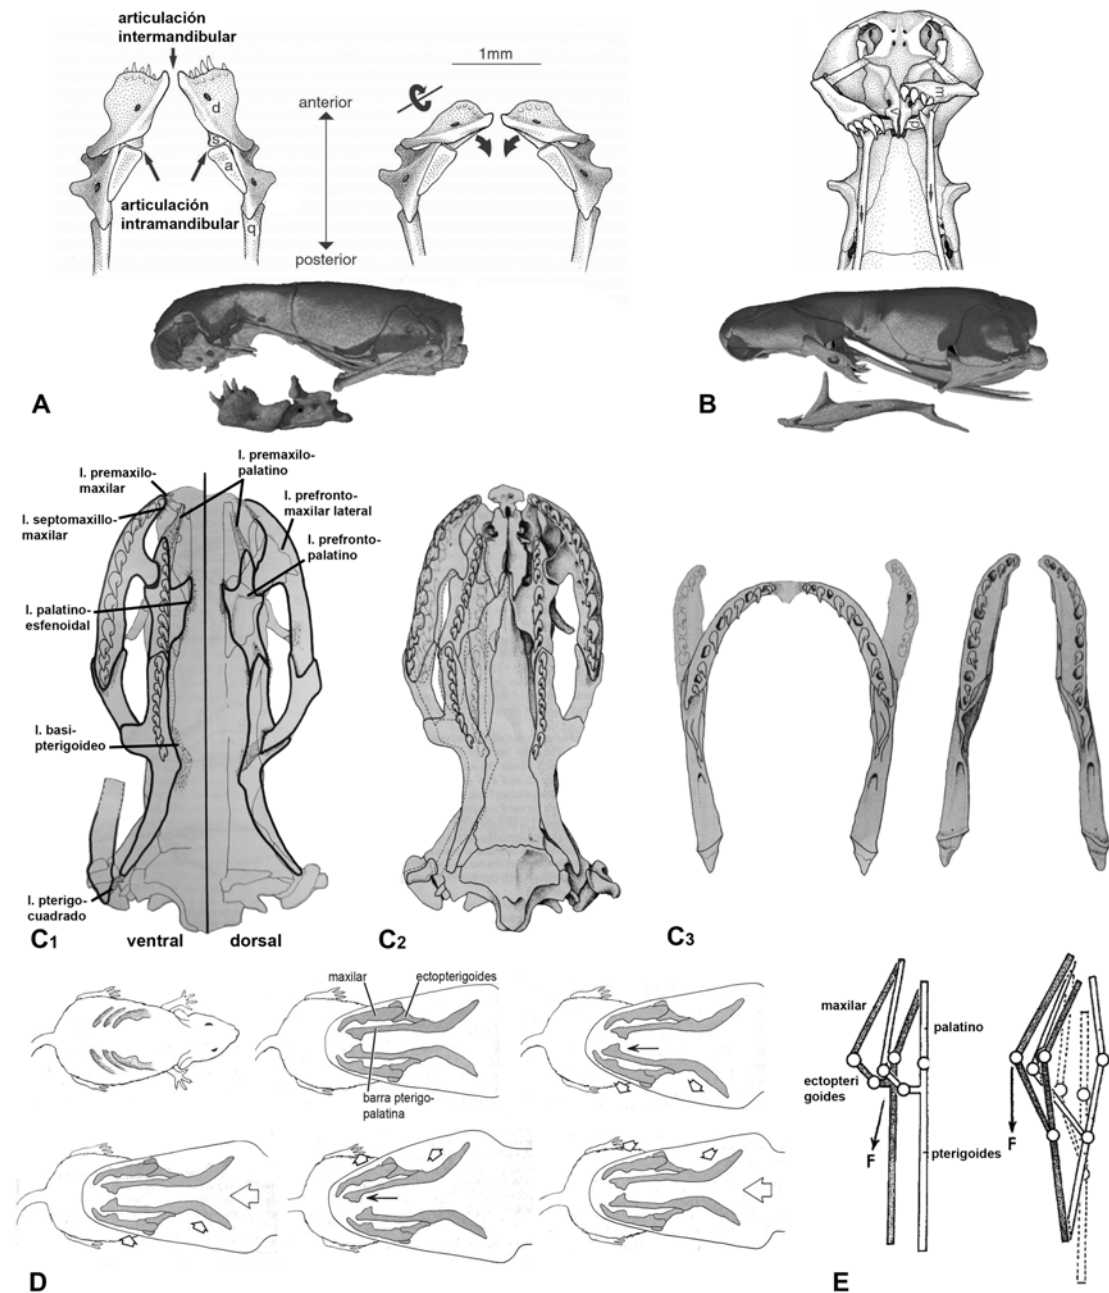 articulación
intermandibular
1mm
anterior
d
s
a
articulación
intramandibular
q
posterior
m
A
B
l. premaxilo-
maxilar
l. premaxilo-
palatino
l. septomaxillo-
maxilar
l. prefronto-
maxilar lateral
l. prefronto-
palatino
l. palatino-
esfenoidal
l. basi-
pterigoideo
l. pterigo-
cuadrado
C1
ventral
dorsal
C2
C3
maxilar
ectopterigoides
barra pterigo-
palatina
D
maxilar
palatino
ectopteri
goides
F
pterigoides
F
E